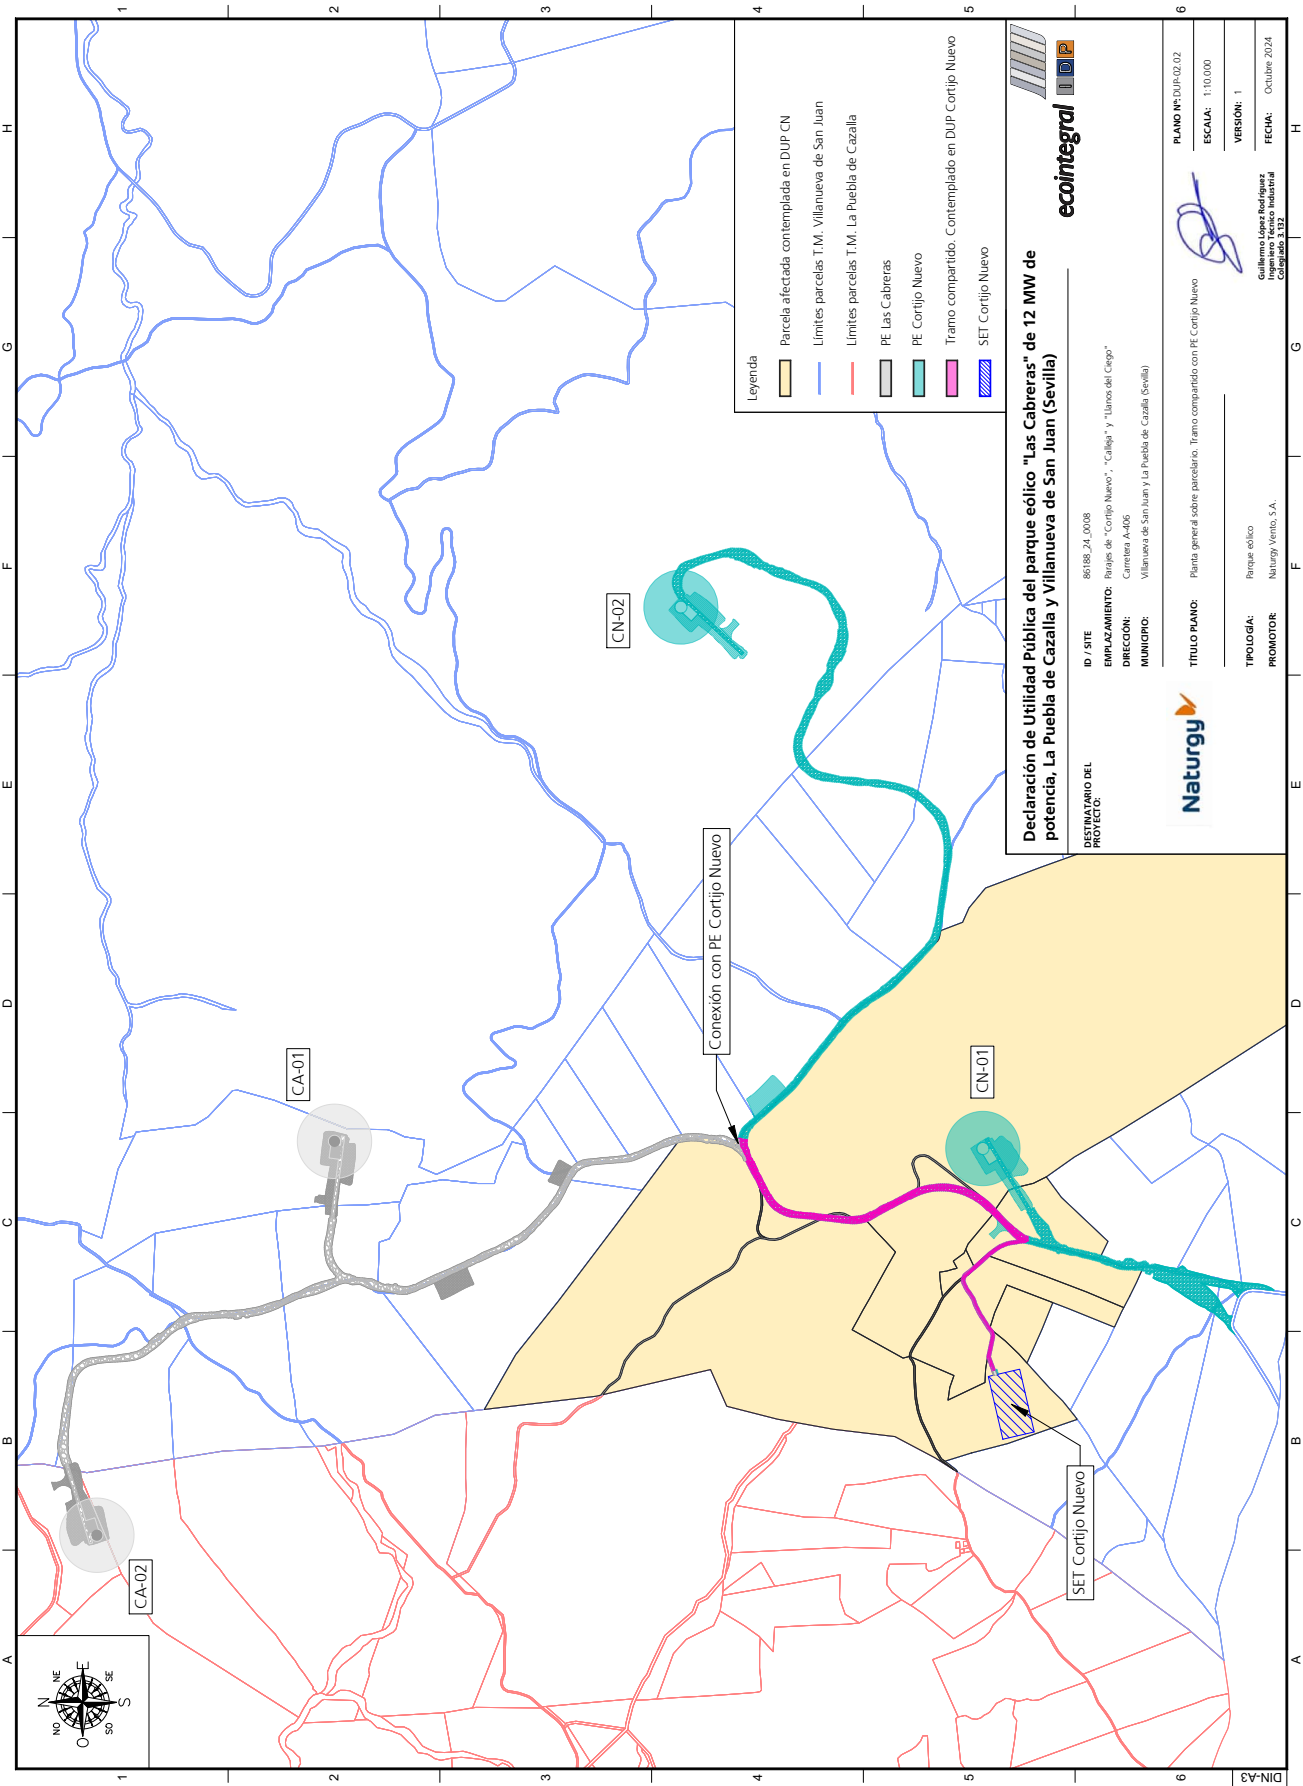 A B C D E F G H
1 2 3 4 5 6
N
NE
E
SE
S
SO
O
NO
CA-02
CA-01
CN-02
Conexión con PE Cortijo Nuevo
CN-01
SET Cortijo Nuevo
Leyenda
Parcela afectada contemplada en DUP CN
Límites parcelas T.M. Villanueva de San Juan
Límites parcelas T.M. La Puebla de Cazalla
PE Las Cabreras
PE Cortijo Nuevo
Tramo compartido. Contemplado en DUP Cortijo Nuevo
SET Cortijo Nuevo
Declaración de Utilidad Pública del parque eólico "Las Cabreras" de 12 MW de
potencia, La Puebla de Cazalla y Villanueva de San Juan (Sevilla)
ecointegral IDP
DESTINATARIO DEL
PROYECTO:
Naturgy
ID / SITE 86188_24_0008
EMPLAZAMIENTO: Parajes de "Cortijo Nuevo", "Calleja" y "Llanos del Ciego"
DIRECCIÓN: Carretera A-406
MUNICIPIO: Villanueva de San Juan y La Puebla de Cazalla (Sevilla)
TÍTULO PLANO: Planta general sobre parcelario. Tramo compartido con PE Cortijo Nuevo
TIPOLOGÍA: Parque eólico
PROMOTOR: Naturgy Vento, S.A.
Guillermo López Rodríguez
Ingeniero Técnico Industrial
Colegiado 3.132
PLANO Nº: DUP-02.02
ESCALA: 1:10.000
VERSIÓN: 1
FECHA: Octubre 2024
A B C D E F G H
1 2 3 4 5 6
DIN-A3